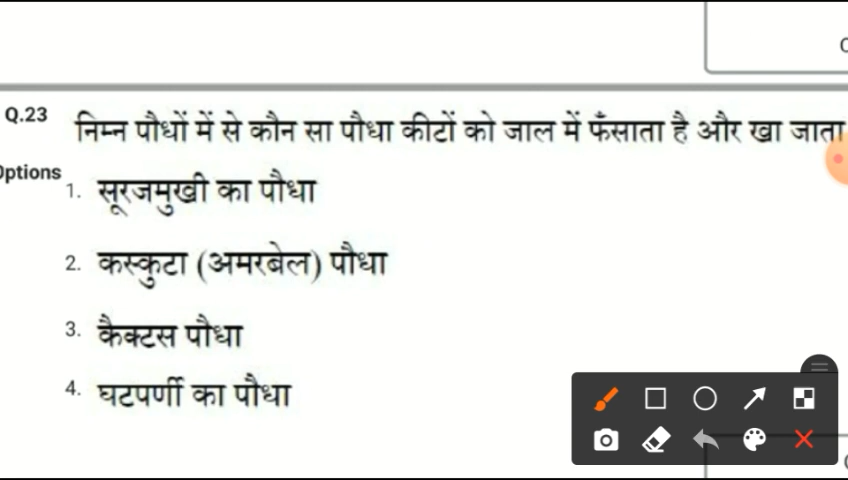 Q.23 निम्न पौधों में से कौन सा पौधा कीटों को जाल में फँसाता है और खा जाता
Options
1. सूरजमुखी का पौधा
2. कस्कुटा (अमरबेल) पौधा
3. कैक्टस पौधा
4. घटपर्णी का पौधा